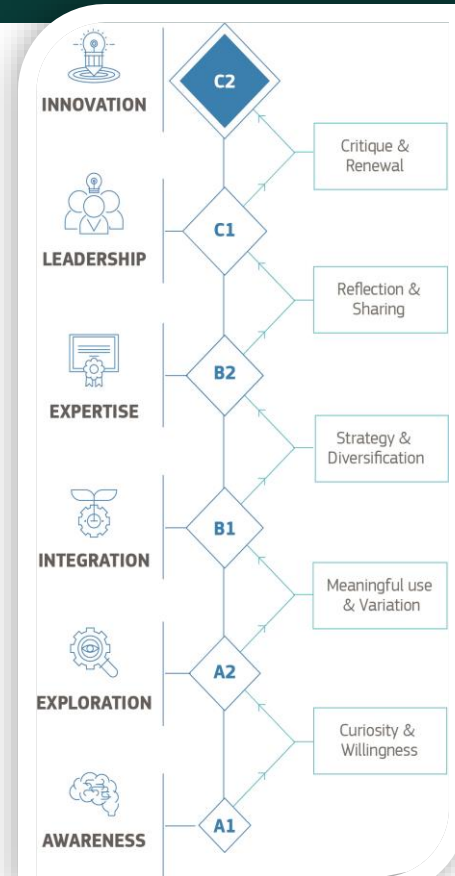 INNOVATION
C2
Critique &
Renewal
LEADERSHIP
C1
Reflection &
Sharing
EXPERTISE
B2
Strategy &
Diversification
INTEGRATION
B1
Meaningful use
& Variation
EXPLORATION
A2
Curiosity &
Willingness
AWARENESS
A1